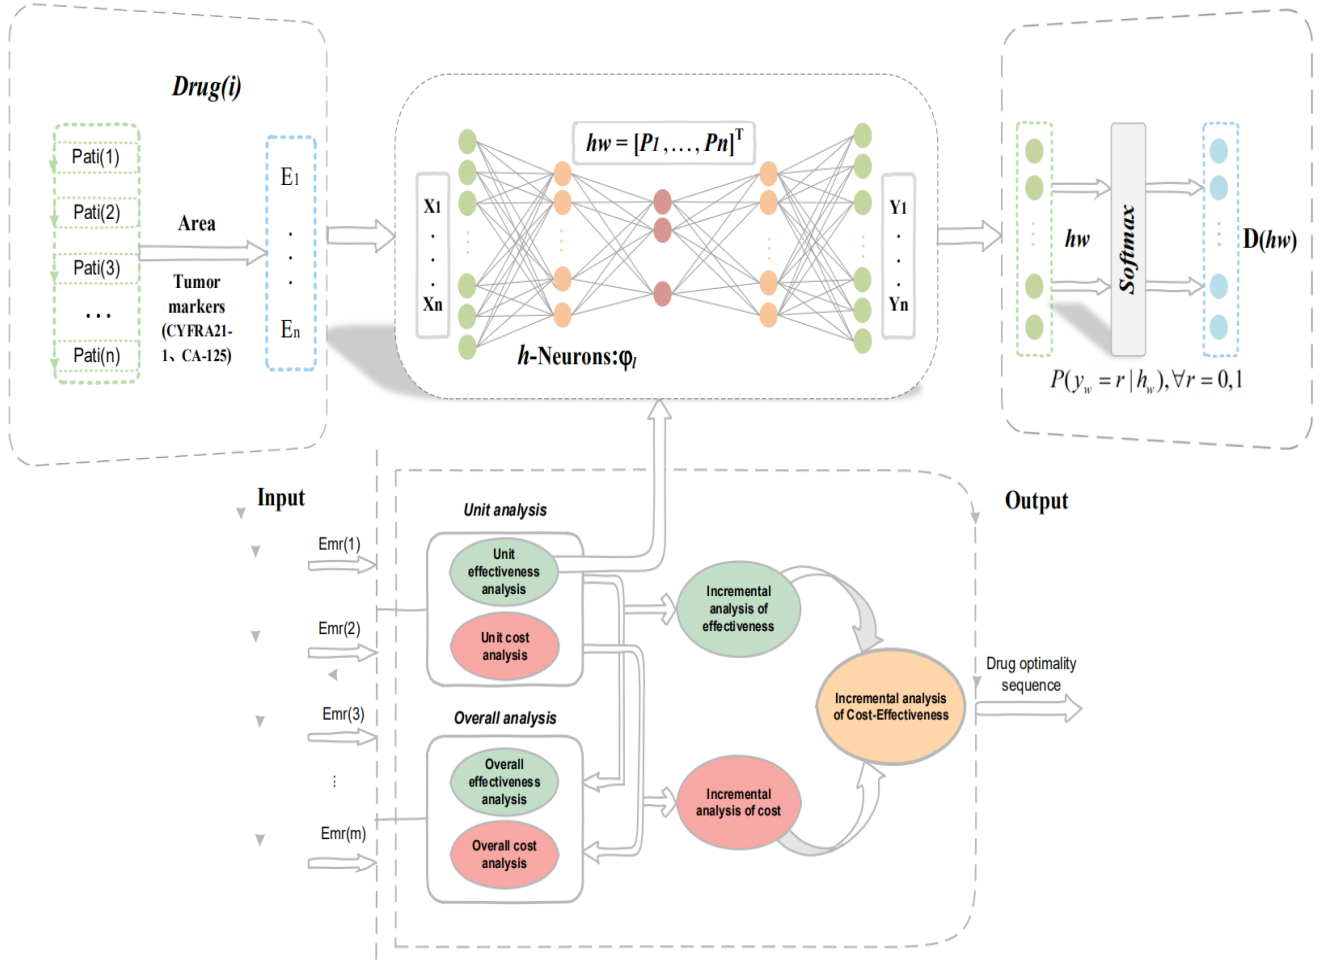 Drug(i)
Pati(1)
Pati(2)
Pati(3)
...
Pati(n)
Area
Tumor
markers
(CYFRA21-
1、CA-125)
E1
.
.
.
En
hw = [P1,...,Pn]T
X1
.
.
.
Xn
Y1
.
.
.
Yn
h-Neurons:φl
hw
Softmax
D(hw)
P(yw = r | hw),∀r = 0,1
Input
Emr(1)
Emr(2)
Emr(3)
...
Emr(m)
Unit analysis
Unit
effectiveness
analysis
Unit cost
analysis
Overall analysis
Overall
effectiveness
analysis
Overall cost
analysis
Incremental
analysis of
effectiveness
Incremental
analysis of cost
Incremental analysis
of Cost-Effectiveness
Output
Drug optimality
sequence